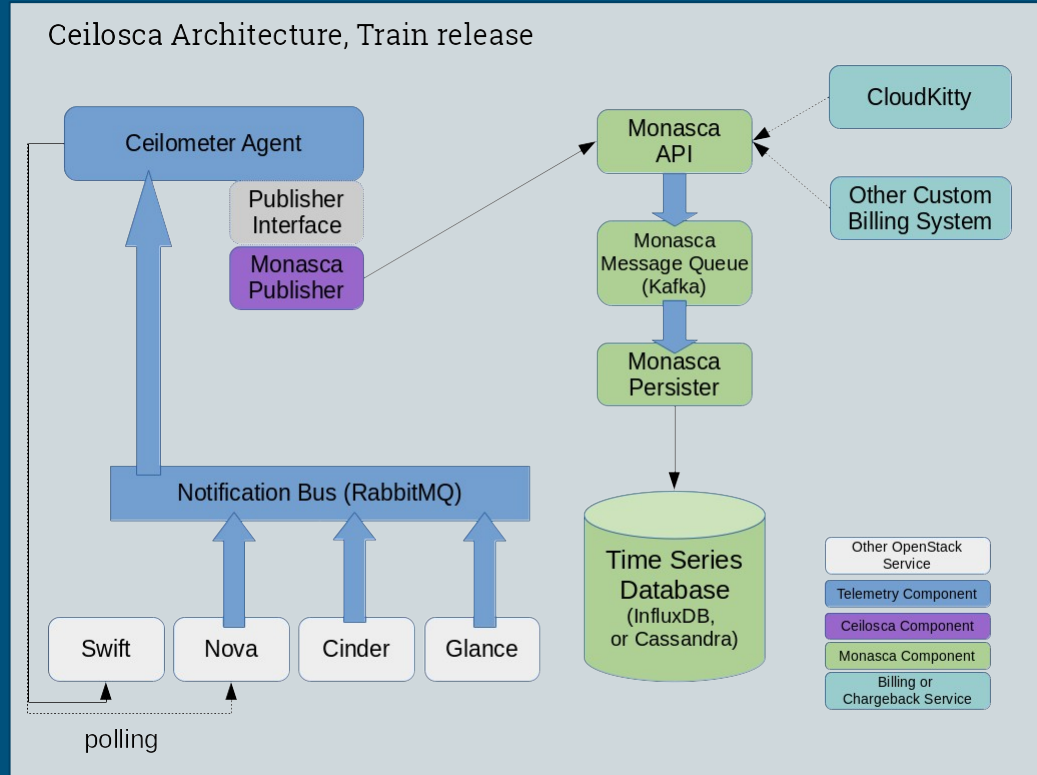 Ceilosca Architecture, Train release
Ceilometer Agent
Publisher
Interface
Monasca
Publisher
Monasca
API
Monasca
Message Queue
(Kafka)
Monasca
Persister
CloudKitty
Other Custom
Billing System
Notification Bus (RabbitMQ)
Swift
Nova
Cinder
Glance
polling
Time Series
Database
(InfluxDB,
or Cassandra)
Other OpenStack
Service
Telemetry Component
Ceilosca Component
Monasca Component
Billing or
Chargeback Service